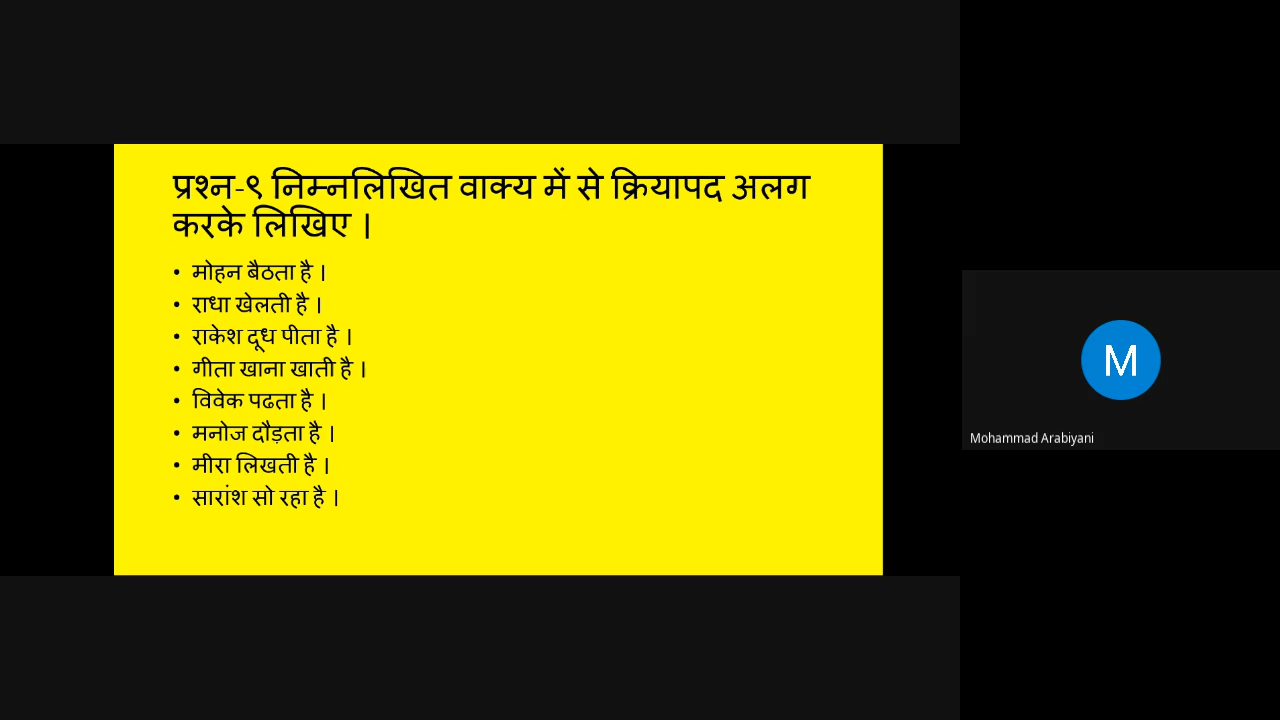 प्रश्न-९ निम्नलिखित वाक्य में से क्रियापद अलग
करके लिखिए ।
• मोहन बैठता है ।
• राधा खेलती है ।
• राकेश दूध पीता है ।
• गीता खाना खाती है ।
• विवेक पढता है ।
• मनोज दौड़ता है ।
• मीरा लिखती है ।
• सारांश सो रहा है ।
M
Mohammad Arabiyani